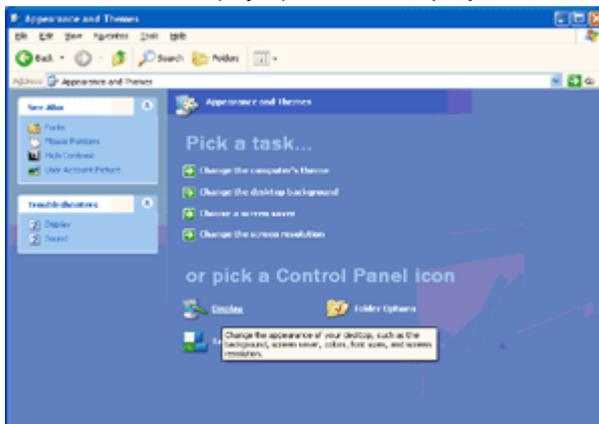 Appearance and Themes
File Edit View Favorites Tools Help
Back Search Folders
Address Appearance and Themes Go
See Also
Fonts
Mouse Pointers
High Contrast
User Account Picture
Troubleshooters
Display
Sound
Appearance and Themes
Pick a task...
Change the computer's theme
Change the desktop background
Choose a screen saver
Change the screen resolution
or pick a Control Panel icon
Display
Folder Options
Change the appearance of your desktop, such as the
background, screen saver, colors, font sizes, and screen
resolution.